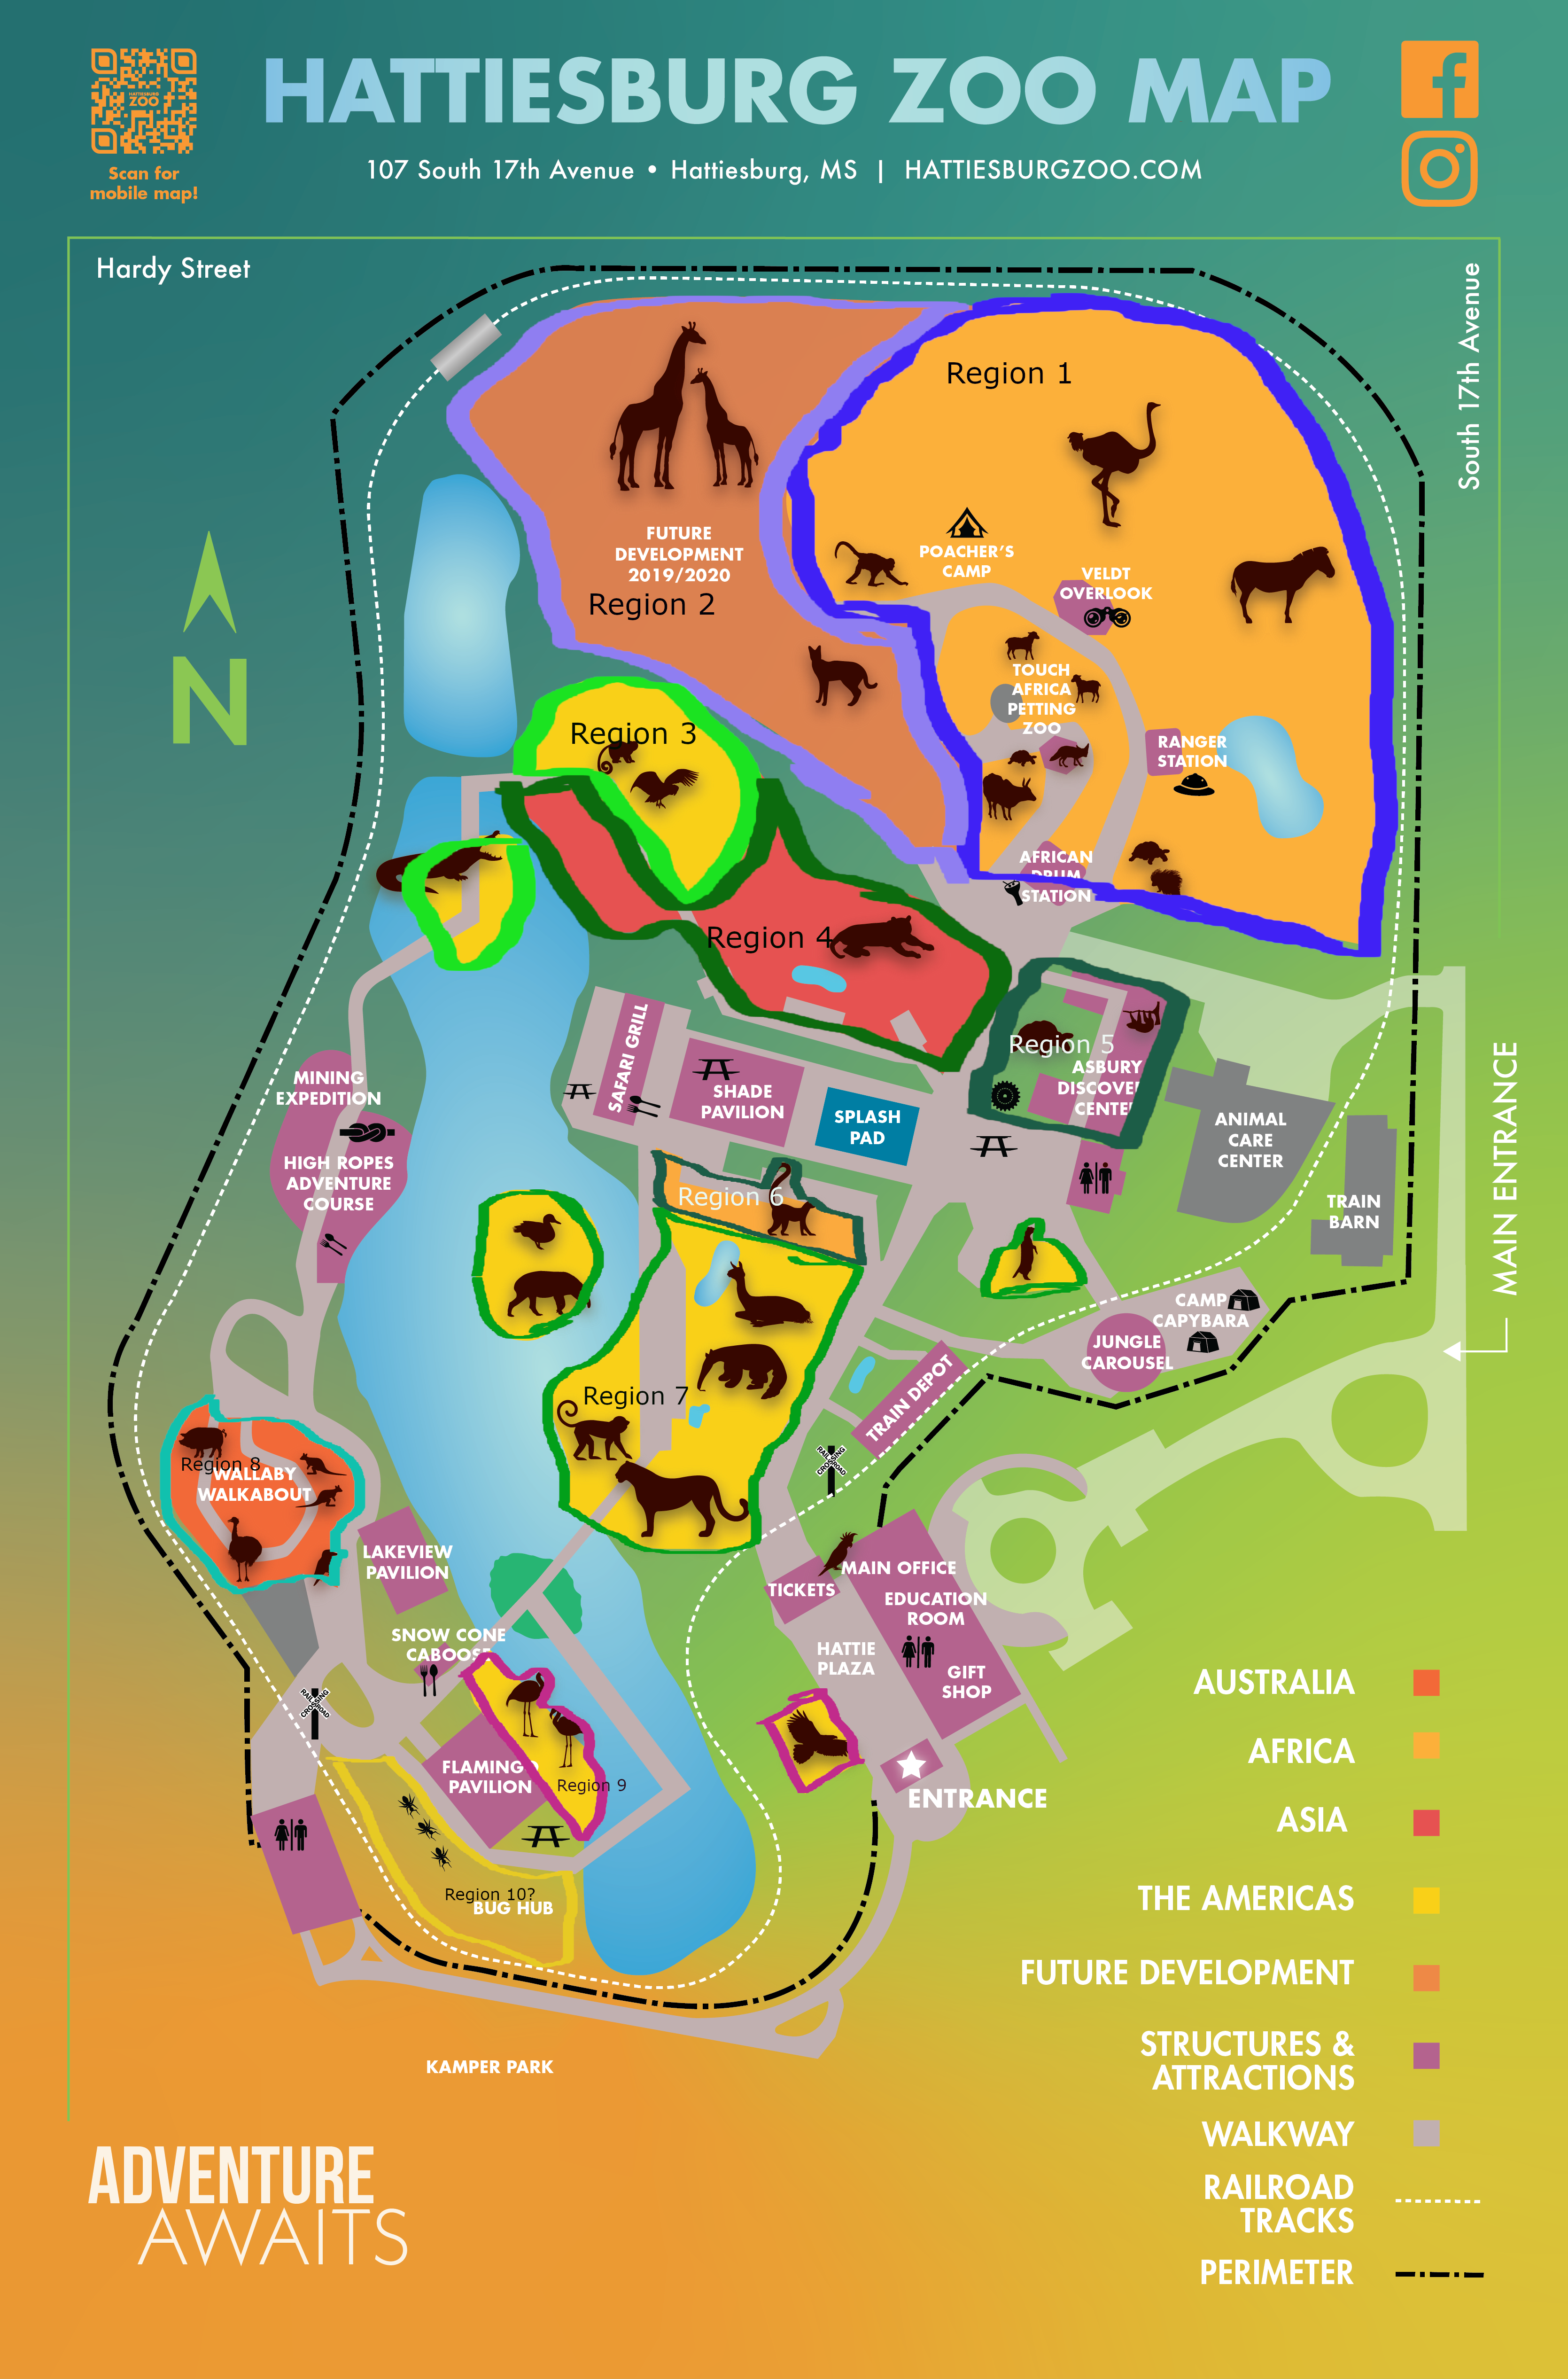 HATTIESBURG ZOO MAP
107 South 17th Avenue • Hattiesburg, MS | HATTIESBURGZOO.COM
HATTIESBURG
ZOO
Scan for
mobile map!
Hardy Street
South 17th Avenue
Region 1
FUTURE
DEVELOPMENT
2019/2020
Region 2
POACHER'S
CAMP
VELDT
OVERLOOK
N
TOUCH
AFRICA
PETTING
ZOO
Region 3
RANGER
STATION
AFRICAN
DRUM
STATION
Region 4
Region 5
ASBURY
DISCOVE
CENTE
SAFARI GRILL
SHADE
PAVILION
SPLASH
PAD
MINING
EXPEDITION
HIGH ROPES
ADVENTURE
COURSE
ANIMAL
CARE
CENTER
TRAIN
BARN
MAIN ENTRANCE
Region 6
CAMP
CAPYBARA
JUNGLE
CAROUSEL
TRAIN DEPOT
Region 7
RAILROAD
CROSSING
Region 8
WALLABY
WALKABOUT
LAKEVIEW
PAVILION
MAIN OFFICE
TICKETS
EDUCATION
ROOM
HATTIE
PLAZA
GIFT
SHOP
SNOW CONE
CABOOSE
RAILROAD
CROSSING
FLAMINGO
PAVILION
Region 9
ENTRANCE
Region 10?
BUG HUB
KAMPER PARK
AUSTRALIA
AFRICA
ASIA
THE AMERICAS
FUTURE DEVELOPMENT
STRUCTURES &
ATTRACTIONS
WALKWAY
RAILROAD
TRACKS
PERIMETER
ADVENTURE
AWAITS